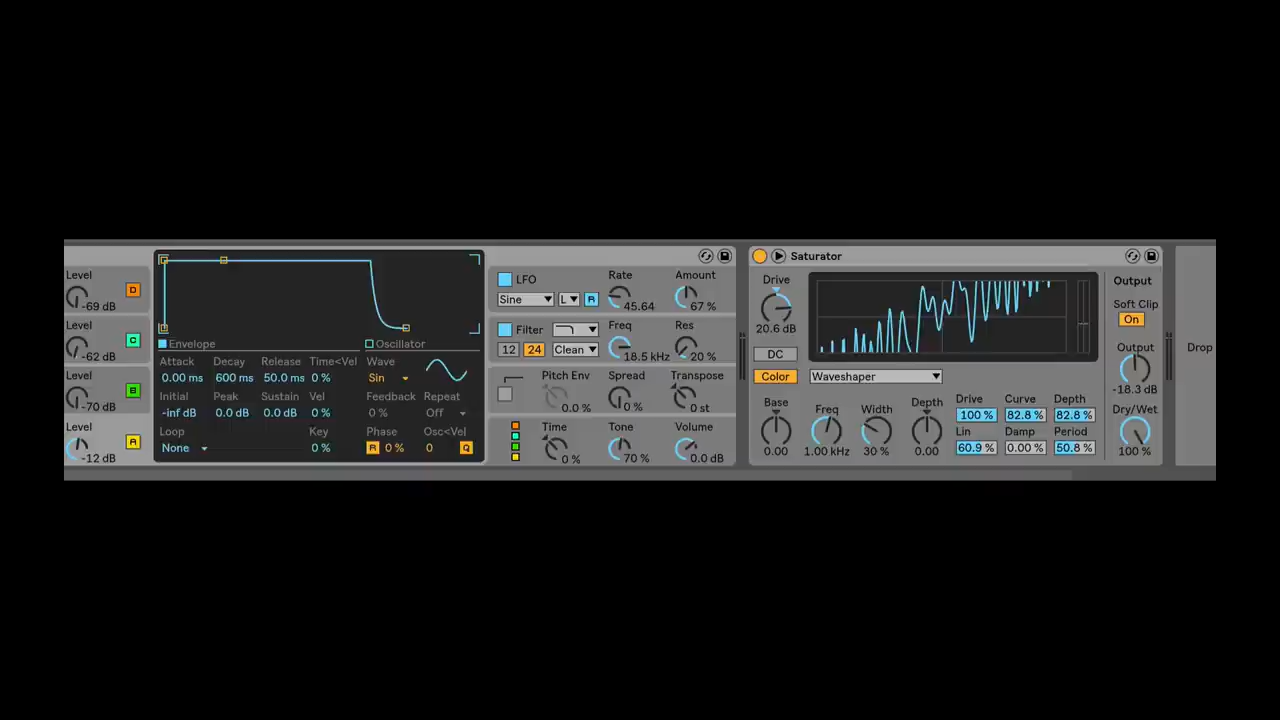 Level
-69 dB
D
Level
-62 dB
C
Level
-70 dB
B
Level
-12 dB
A
Envelope
Oscillator
Attack Decay Release Time<Vel
0.00 ms 600 ms 50.0 ms 0 %
Initial Peak Sustain Vel
-inf dB 0.0 dB 0.0 dB 0 %
Loop Key
None 0 %
Wave
Sin
Feedback Repeat
0 % Off
Phase Osc<Vel
R 0 % 0 Q
LFO Rate Amount
Sine L R 45.64 67 %
Filter Freq Res
12 24 Clean 18.5 kHz 20 %
Pitch Env Spread Transpose
0.0 % 0 % 0 st
Time Tone Volume
0 % 70 % 0.0 dB
Saturator
Drive
20.6 dB
DC
Color
Waveshaper
Base Freq Width Depth
0.00 1.00 kHz 30 % 0.00
Drive Curve Depth
100 % 82.8 % 82.8 %
Lin Damp Period
60.9 % 0.00 % 50.8 %
Output
Soft Clip
On
Output
-18.3 dB
Dry/Wet
100 %
Drop